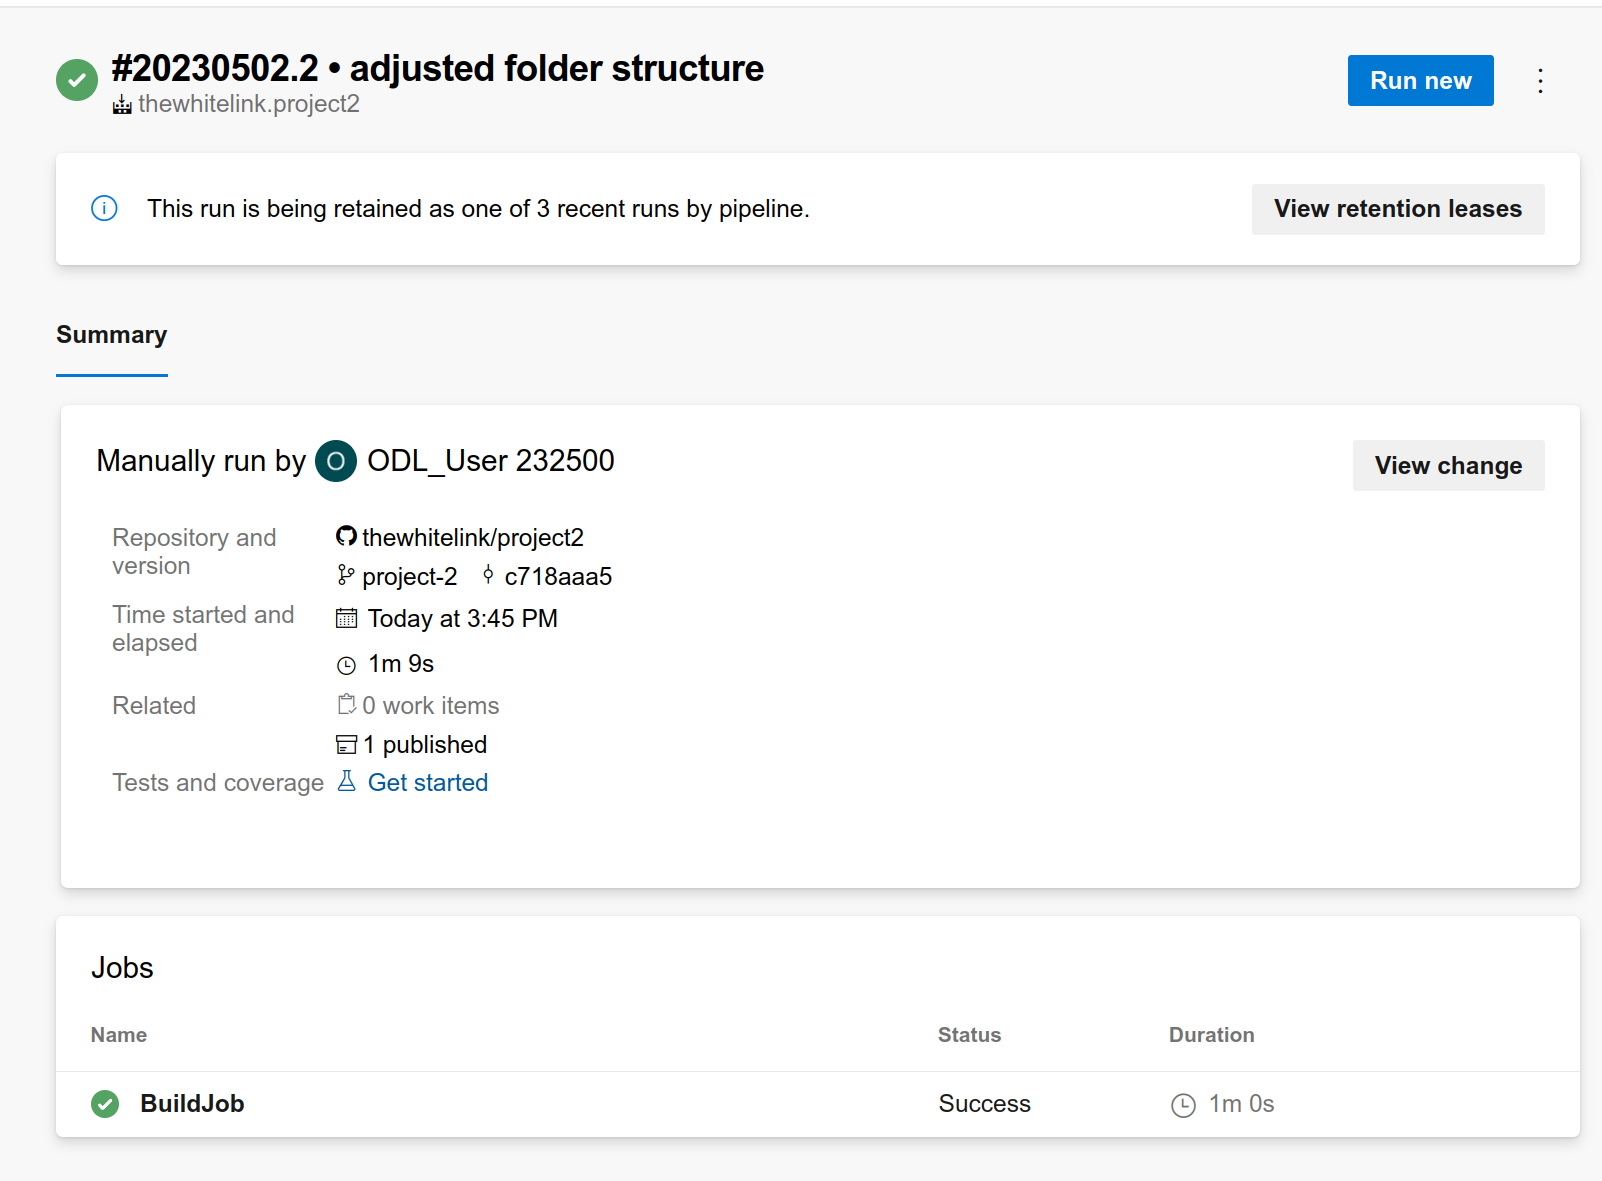 #20230502.2 • adjusted folder structure
thewhitelink.project2
Run new
This run is being retained as one of 3 recent runs by pipeline.
View retention leases
Summary
Manually run by O ODL_User 232500
View change
Repository and
version
thewhitelink/project2
project-2 c718aaa5
Time started and
elapsed
Today at 3:45 PM
1m 9s
Related
0 work items
1 published
Tests and coverage
Get started
Jobs
Name Status Duration
BuildJob Success 1m 0s